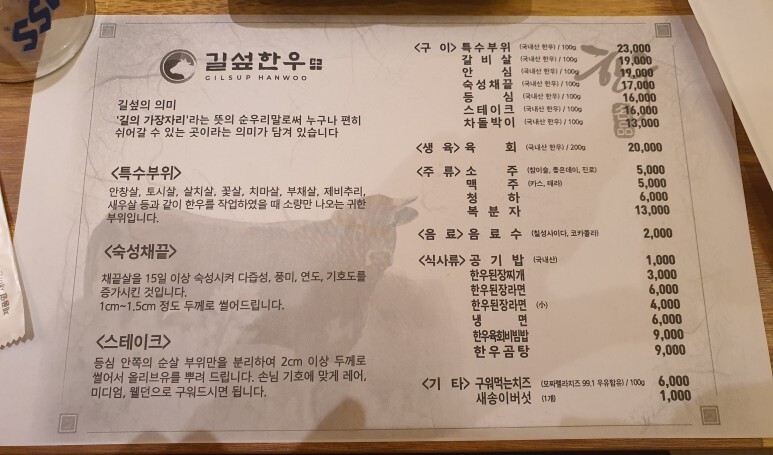 길섶한우
GILSUP HANWOO
길섶의 의미
'길의 가장자리'라는 뜻의 순우리말로써 누구나 편히
쉬어갈 수 있는 곳이라는 의미가 담겨 있습니다
<특수부위>
안창살, 토시살, 살치살, 꽃살, 치마살, 부채살, 제비추리,
새우살 등과 같이 한우를 작업하였을 때 소량만 나오는 귀한
부위입니다.
<숙성채끝>
채끝살을 15일 이상 숙성시켜 다즙성, 풍미, 연도, 기호도를
증가시킨 것입니다.
1cm~1.5cm 정도 두께로 썰어드립니다.
<스테이크>
등심 안쪽의 순살 부위만을 분리하여 2cm 이상 두께로
썰어서 올리브유를 뿌려 드립니다. 손님 기호에 맞게 레어,
미디엄, 웰던으로 구워드시면 됩니다.
<구 이> 특수부위 (국내산 한우) / 100g 23,000
갈 비 살 (국내산 한우) / 100g 19,000
안 심 (국내산 한우) / 100g 19,000
숙성채끝 (국내산 한우) / 100g 17,000
등 심 (국내산 한우) / 100g 16,000
스테이크 (국내산 한우) / 100g 16,000
차돌박이 (국내산 한우) / 100g 13,000
<생 육> 육 회 (국내산 한우) / 200g 20,000
<주 류> 소 주 (참이슬, 좋은데이, 진로) 5,000
맥 주 (카스, 테라) 5,000
청 하 6,000
복 분 자 13,000
<음 료> 음 료 수 (칠성사이다, 코카콜라) 2,000
<식사류> 공 기 밥 (국내산) 1,000
한우된장찌개 3,000
한우된장라면 6,000
한우된장라면 (小) 4,000
냉 면 6,000
한우육회비빔밥 9,000
한우곰탕 9,000
<기 타> 구워먹는치즈 (모짜렐라치즈 99.1 우유함유) / 100g 6,000
새송이버섯 (1개) 1,000